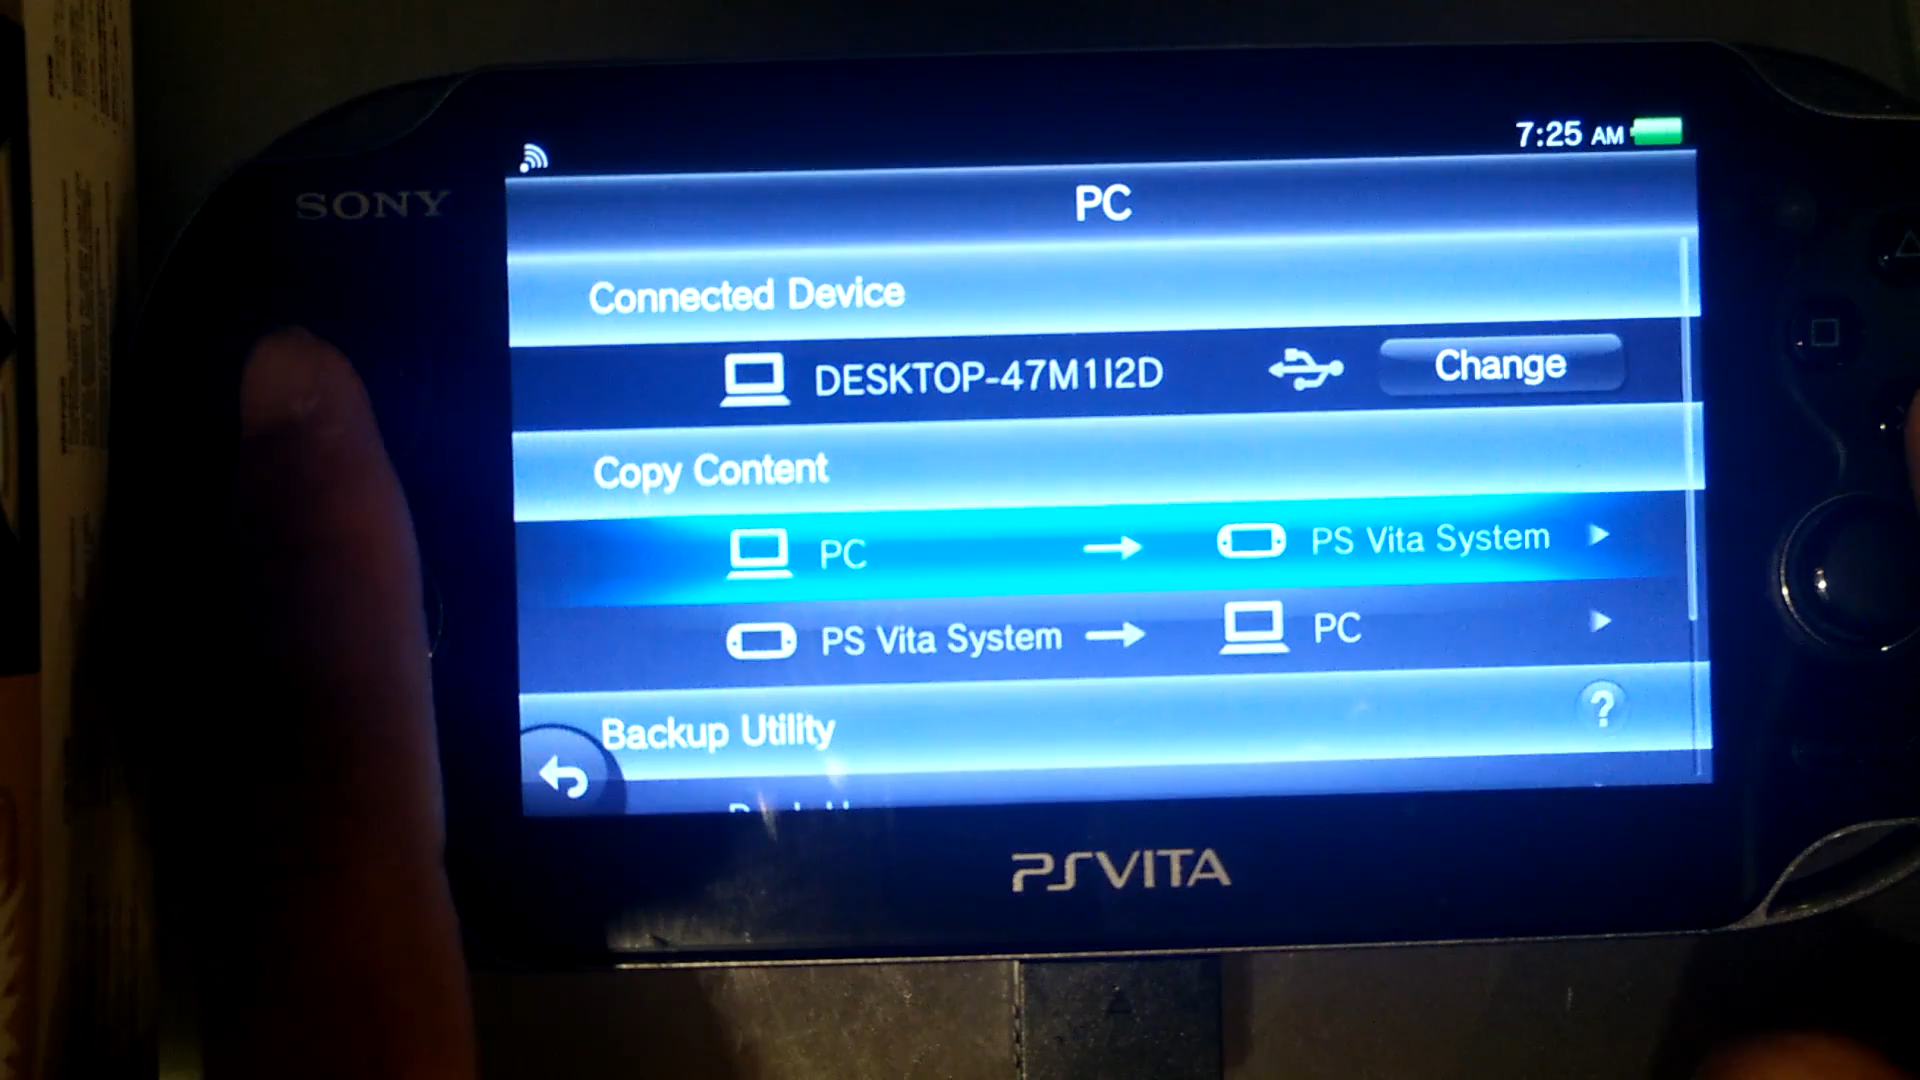 7:25 AM
SONY
PC
Connected Device
DESKTOP-47M1I2D
Change
Copy Content
PC → PS Vita System
PS Vita System → PC
Backup Utility
?
PSVITA